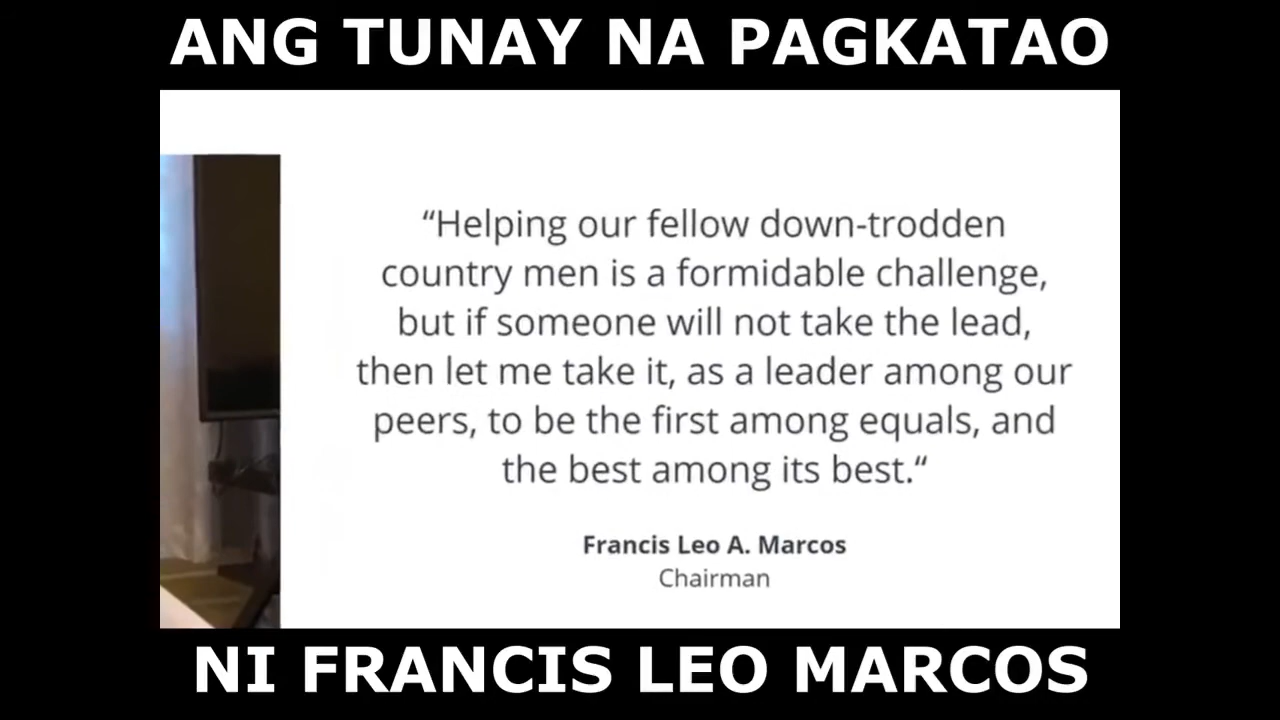 ANG TUNAY NA PAGKATAO
“Helping our fellow down-trodden
country men is a formidable challenge,
but if someone will not take the lead,
then let me take it, as a leader among our
peers, to be the first among equals, and
the best among its best.“
Francis Leo A. Marcos
Chairman
NI FRANCIS LEO MARCOS